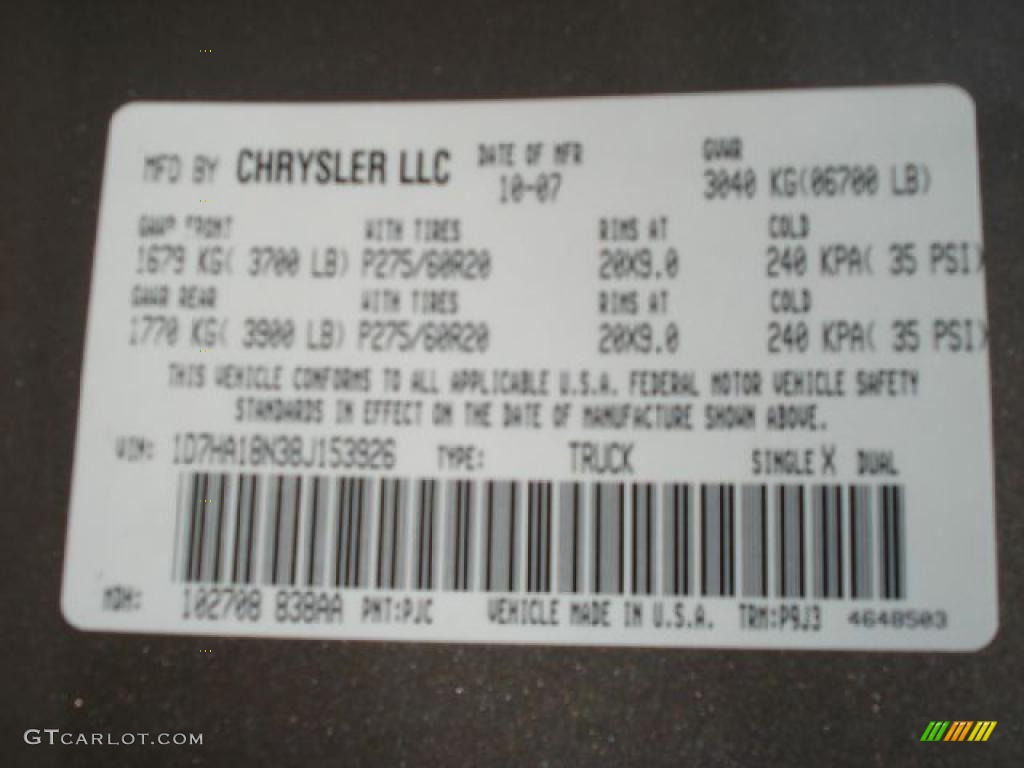 MFD BY CHRYSLER LLC DATE OF MFR GVWR
10-07 3040 KG(06700 LB)
GAWR FRONT WITH TIRES RIMS AT COLD
1679 KG( 3700 LB) P275/60R20 20X9.0 240 KPA( 35 PSI)
GAWR REAR WITH TIRES RIMS AT COLD
1770 KG( 3900 LB) P275/60R20 20X9.0 240 KPA( 35 PSI)
THIS VEHICLE CONFORMS TO ALL APPLICABLE U.S.A. FEDERAL MOTOR VEHICLE SAFETY
STANDARDS IN EFFECT ON THE DATE OF MANUFACTURE SHOWN ABOVE.
VIN: 1D7HA18N38J153926 TYPE: TRUCK SINGLE X DUAL
MDH: 102708 838AA PNT:PJC VEHICLE MADE IN U.S.A. TRM:P9J3 4648503
GTCARLOT.COM